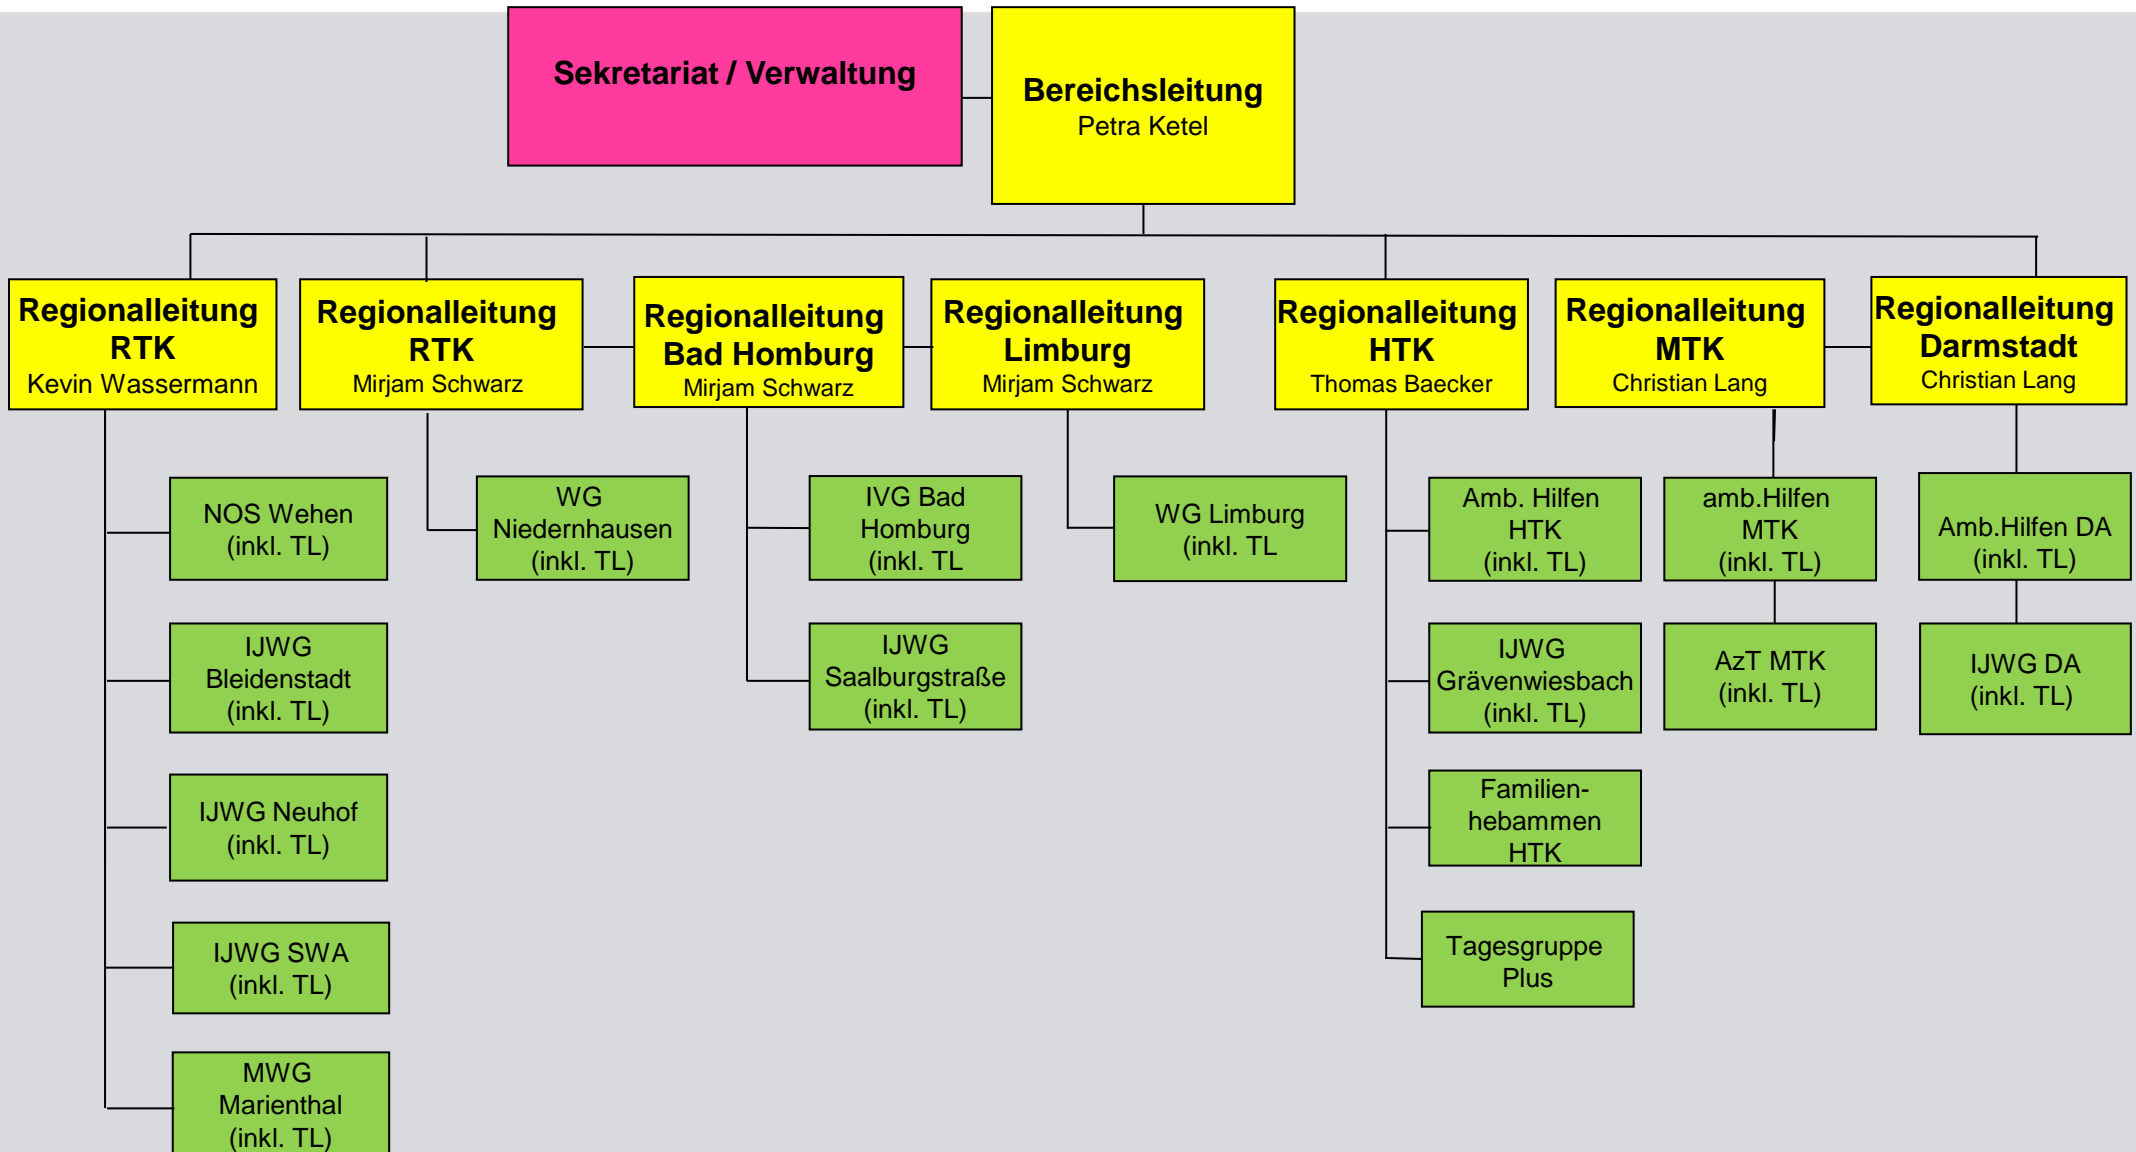 Sekretariat / Verwaltung
Bereichsleitung
Petra Ketel
Regionalleitung
RTK
Kevin Wassermann
Regionalleitung
RTK
Mirjam Schwarz
Regionalleitung
Bad Homburg
Mirjam Schwarz
Regionalleitung
Limburg
Mirjam Schwarz
Regionalleitung
HTK
Thomas Baecker
Regionalleitung
MTK
Christian Lang
Regionalleitung
Darmstadt
Christian Lang
NOS Wehen
(inkl. TL)
WG
Niedernhausen
(inkl. TL)
IVG Bad
Homburg
(inkl. TL
WG Limburg
(inkl. TL
Amb. Hilfen
HTK
(inkl. TL)
amb.Hilfen
MTK
(inkl. TL)
Amb.Hilfen DA
(inkl. TL)
IJWG
Bleidenstadt
(inkl. TL)
IJWG
Saalburgstraße
(inkl. TL)
IJWG
Grävenwiesbach
(inkl. TL)
AzT MTK
(inkl. TL)
IJWG DA
(inkl. TL)
IJWG Neuhof
(inkl. TL)
Familien-
hebammen
HTK
IJWG SWA
(inkl. TL)
Tagesgruppe
Plus
MWG
Marienthal
(inkl. TL)